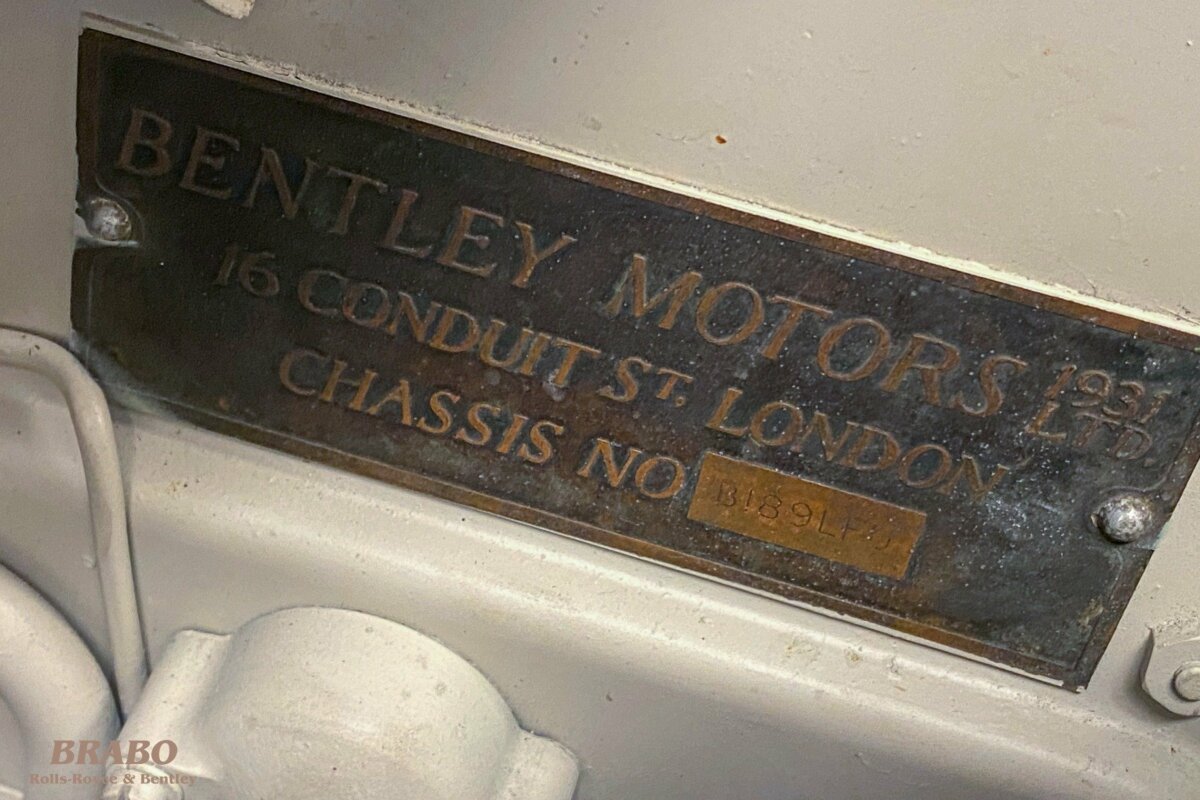 BENTLEY MOTORS 1931 LTD
16 CONDUIT ST. LONDON
CHASSIS NO
BRABO
Rolls-Royce & Bentley